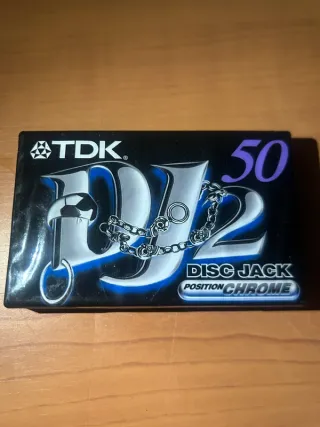 TDK®
50
DJ2
DISC JACK
POSITION CHROME